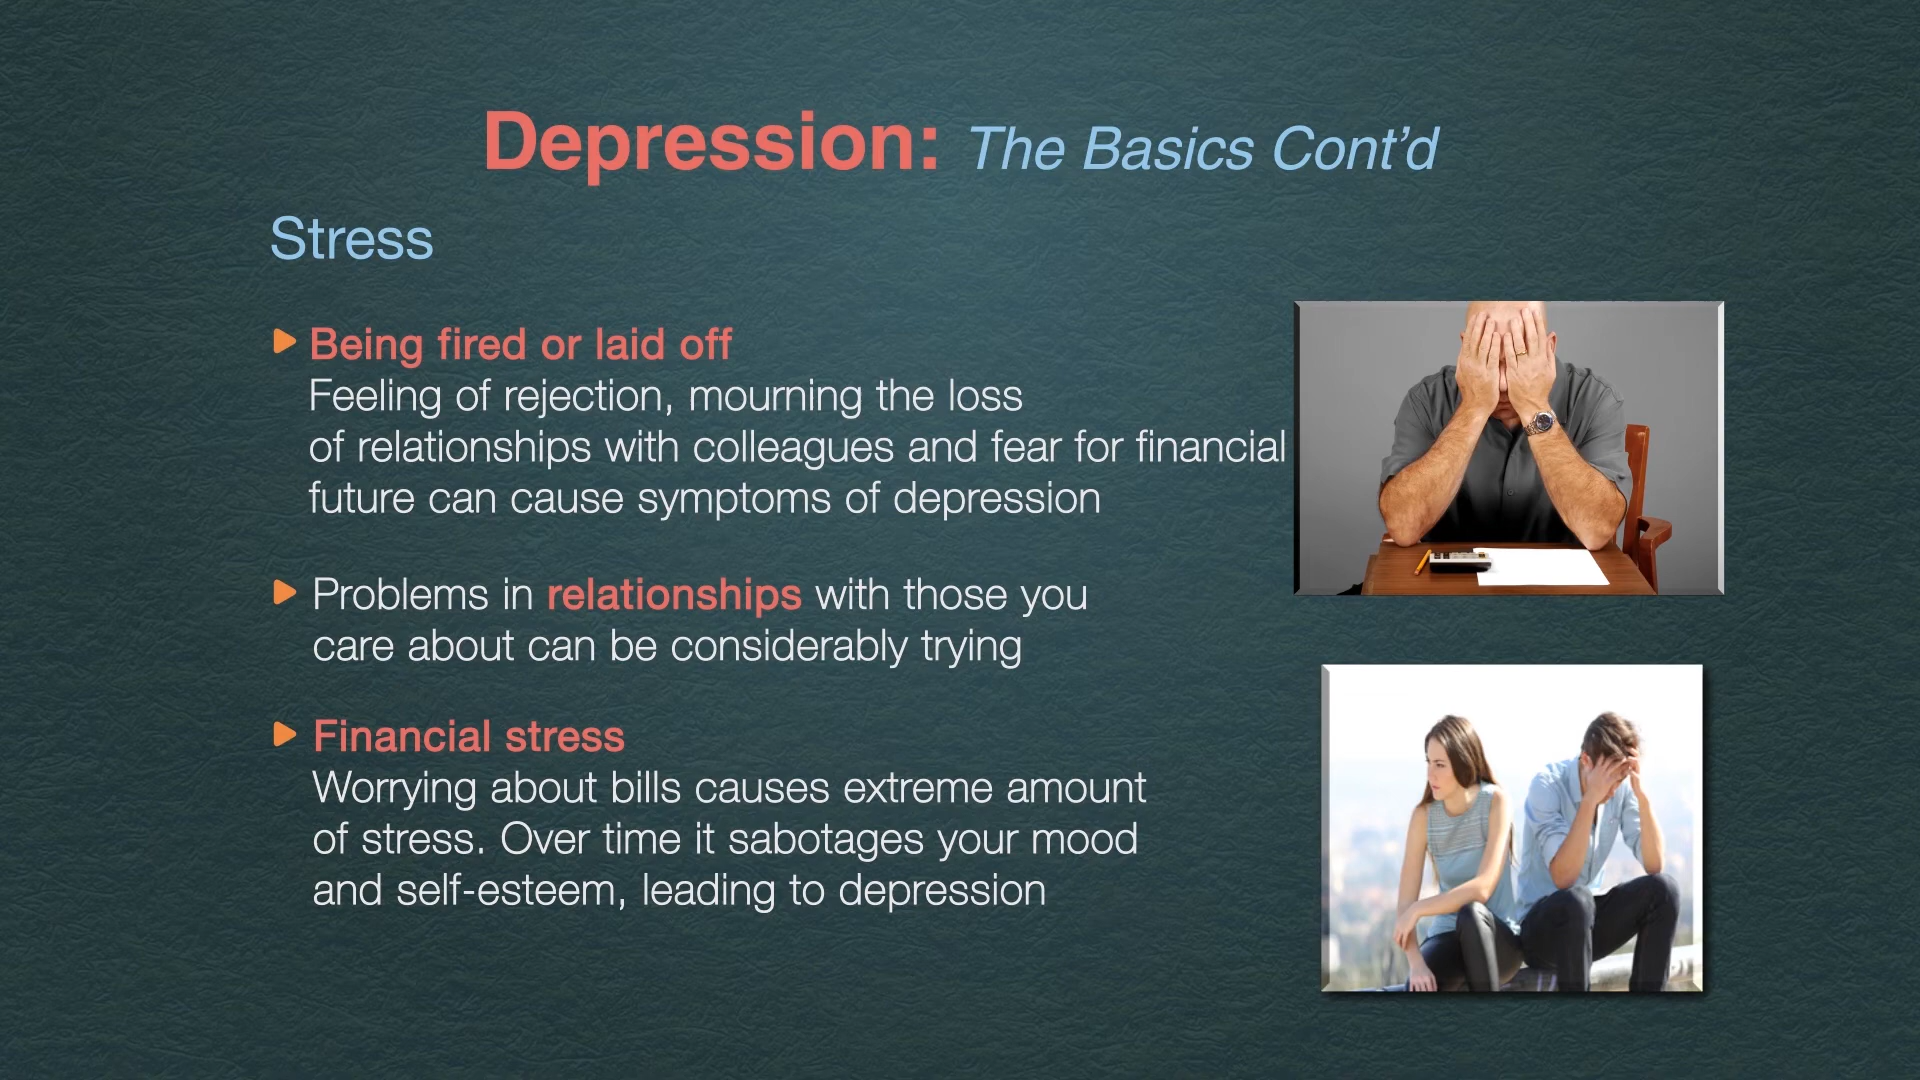 Depression: The Basics Cont’d
Stress
Being fired or laid off
Feeling of rejection, mourning the loss
of relationships with colleagues and fear for financial
future can cause symptoms of depression
Problems in relationships with those you
care about can be considerably trying
Financial stress
Worrying about bills causes extreme amount
of stress. Over time it sabotages your mood
and self-esteem, leading to depression